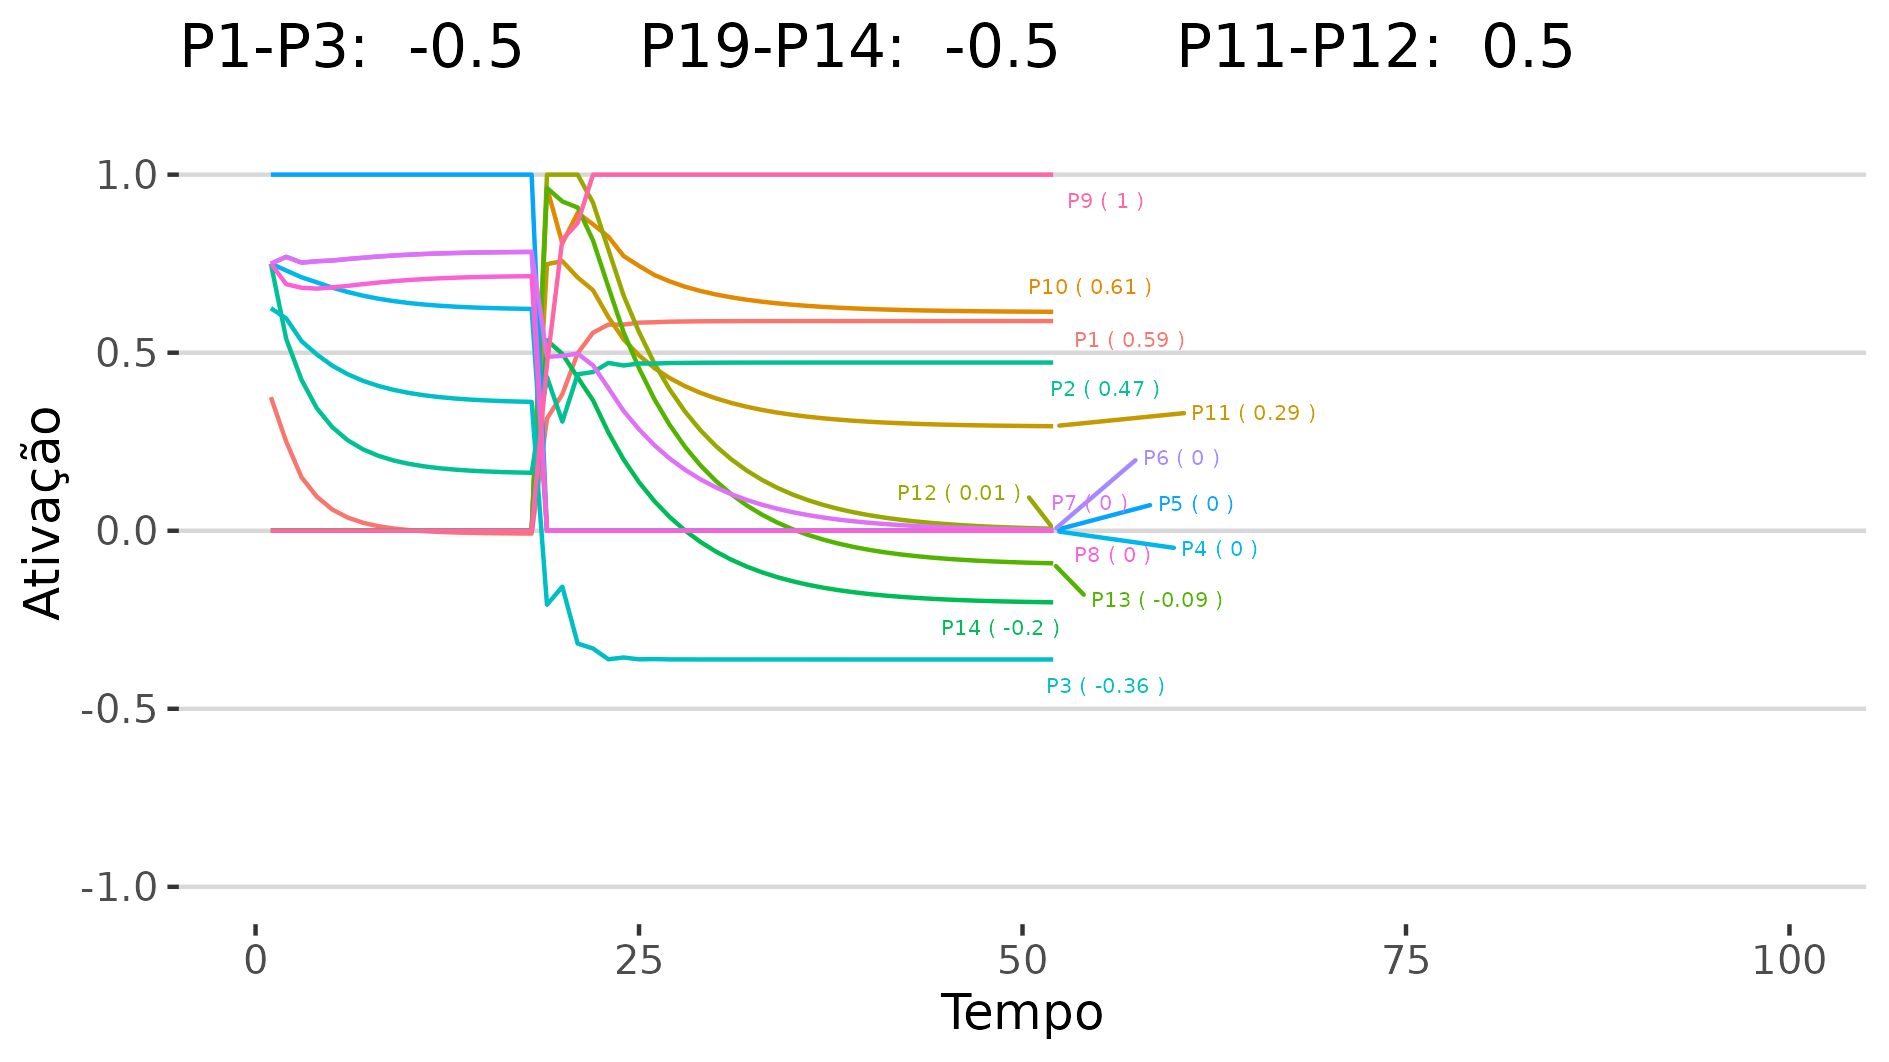 P1-P3: -0.5 P19-P14: -0.5 P11-P12: 0.5
1.0
P9 ( 1 )
P10 ( 0.61 )
P1 ( 0.59 )
0.5
P2 ( 0.47 )
P11 ( 0.29 )
P6 ( 0 )
P12 ( 0.01 )
P7 ( 0 )
P5 ( 0 )
0.0
P4 ( 0 )
P8 ( 0 )
P13 ( -0.09 )
P14 ( -0.2 )
P3 ( -0.36 )
-0.5
-1.0
Ativação
0 25 50 75 100
Tempo